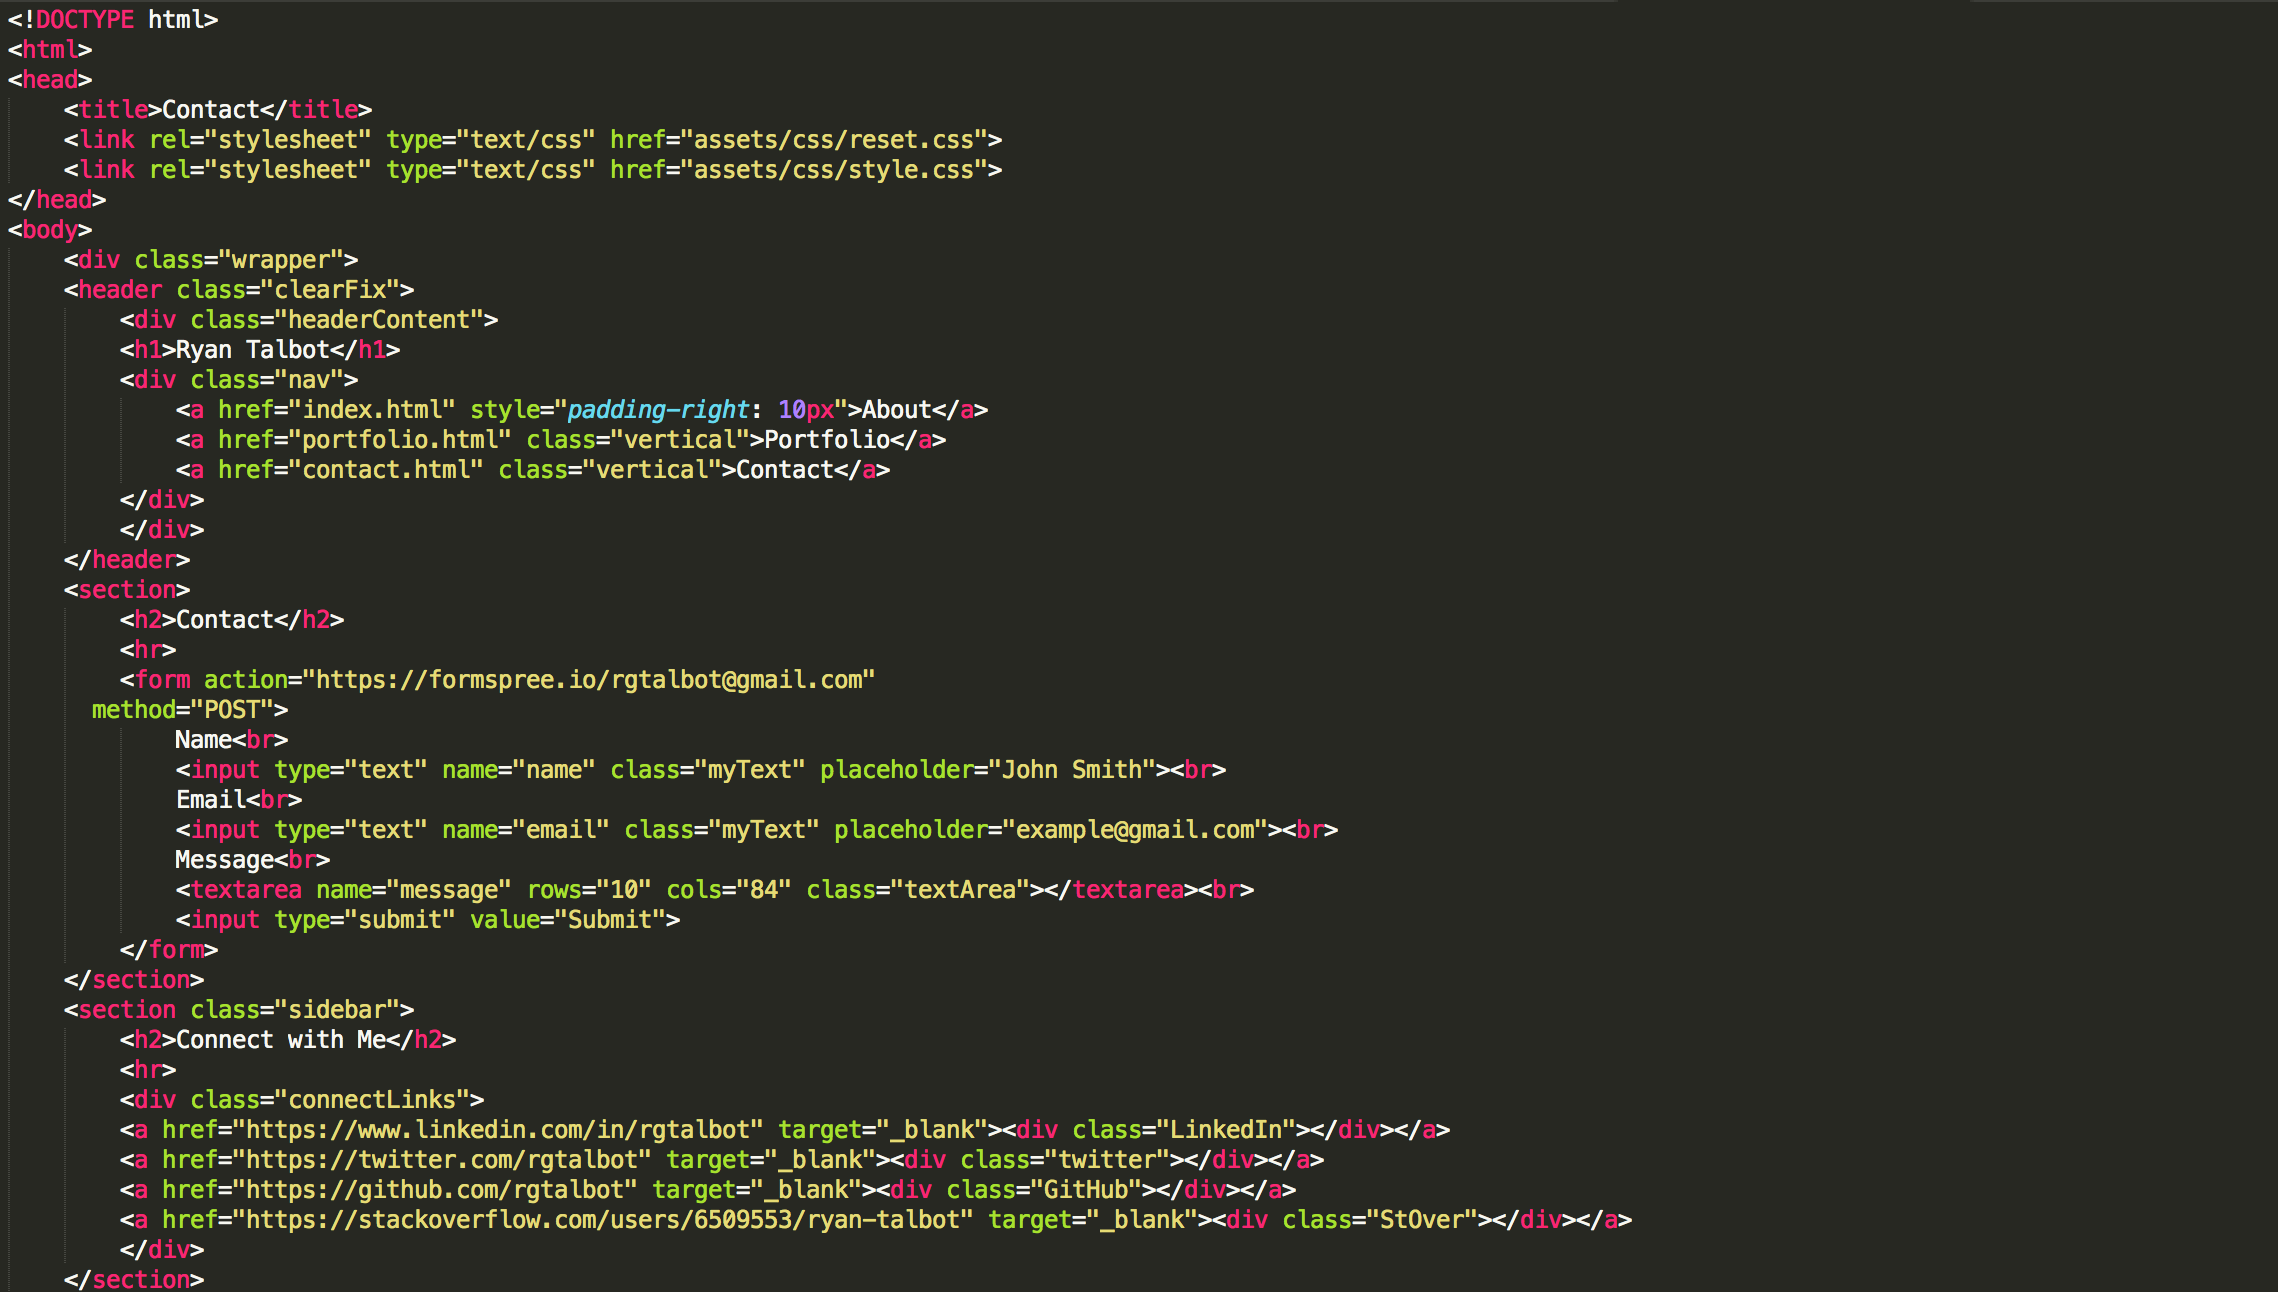 <!DOCTYPE html>
<html>
<head>
    <title>Contact</title>
    <link rel="stylesheet" type="text/css" href="assets/css/reset.css">
    <link rel="stylesheet" type="text/css" href="assets/css/style.css">
</head>
<body>
    <div class="wrapper">
    <header class="clearFix">
        <div class="headerContent">
        <h1>Ryan Talbot</h1>
        <div class="nav">
            <a href="index.html" style="padding-right: 10px">About</a>
            <a href="portfolio.html" class="vertical">Portfolio</a>
            <a href="contact.html" class="vertical">Contact</a>
        </div>
        </div>
    </header>
    <section>
        <h2>Contact</h2>
        <hr>
        <form action="https://formspree.io/rgtalbot@gmail.com"
      method="POST">
            Name<br>
            <input type="text" name="name" class="myText" placeholder="John Smith"><br>
            Email<br>
            <input type="text" name="email" class="myText" placeholder="example@gmail.com"><br>
            Message<br>
            <textarea name="message" rows="10" cols="84" class="textArea"></textarea><br>
            <input type="submit" value="Submit">
        </form>
    </section>
    <section class="sidebar">
        <h2>Connect with Me</h2>
        <hr>
        <div class="connectLinks">
        <a href="https://www.linkedin.com/in/rgtalbot" target="_blank"><div class="LinkedIn"></div></a>
        <a href="https://twitter.com/rgtalbot" target="_blank"><div class="twitter"></div></a>
        <a href="https://github.com/rgtalbot" target="_blank"><div class="GitHub"></div></a>
        <a href="https://stackoverflow.com/users/6509553/ryan-talbot" target="_blank"><div class="StOver"></div></a>
        </div>
    </section>